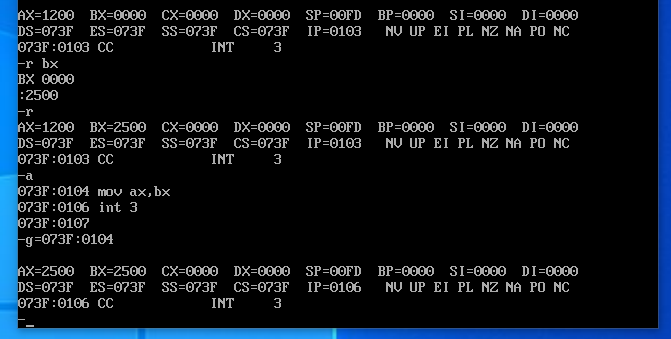 AX=1200  BX=0000  CX=0000  DX=0000  SP=00FD  BP=0000  SI=0000  DI=0000
DS=073F  ES=073F  SS=073F  CS=073F  IP=0103   NV UP EI PL NZ NA PO NC
073F:0103 CC            INT     3
-r bx
BX 0000
:2500
-r
AX=1200  BX=2500  CX=0000  DX=0000  SP=00FD  BP=0000  SI=0000  DI=0000
DS=073F  ES=073F  SS=073F  CS=073F  IP=0103   NV UP EI PL NZ NA PO NC
073F:0103 CC            INT     3
-a
073F:0104 mov ax,bx
073F:0106 int 3
073F:0107
-g=073F:0104
AX=2500  BX=2500  CX=0000  DX=0000  SP=00FD  BP=0000  SI=0000  DI=0000
DS=073F  ES=073F  SS=073F  CS=073F  IP=0106   NV UP EI PL NZ NA PO NC
073F:0106 CC            INT     3
-_